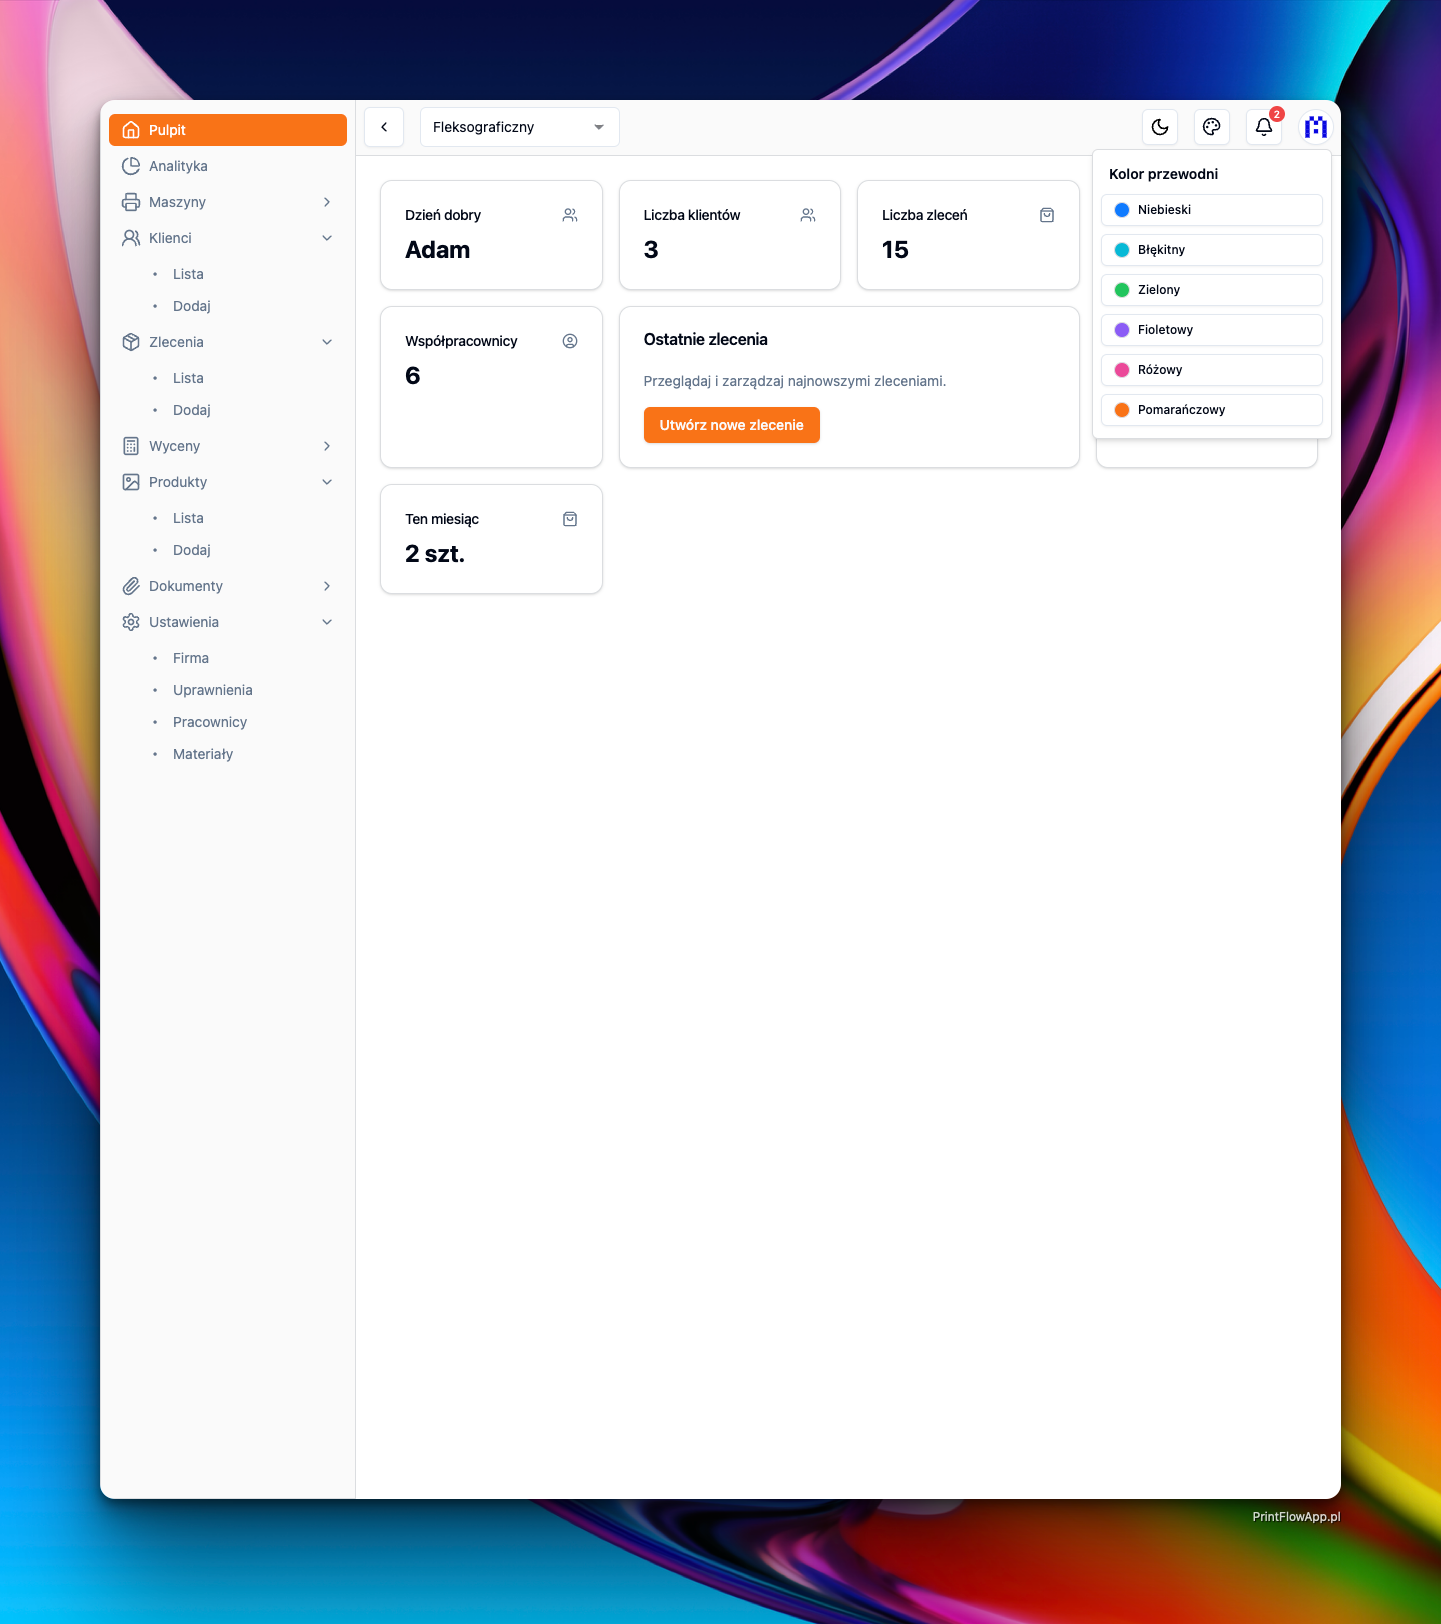 Pulpit
Analityka
Maszyny
Klienci
Lista
Dodaj
Zlecenia
Lista
Dodaj
Wyceny
Produkty
Lista
Dodaj
Dokumenty
Ustawienia
Firma
Uprawnienia
Pracownicy
Materiały
Fleksograficzny
2
Dzień dobry
Adam
Liczba klientów
3
Liczba zleceń
15
Współpracownicy
6
Ostatnie zlecenia
Przeglądaj i zarządzaj najnowszymi zleceniami.
Utwórz nowe zlecenie
Ten miesiąc
2 szt.
Kolor przewodni
Niebieski
Błękitny
Zielony
Fioletowy
Różowy
Pomarańczowy
PrintFlowApp.pl